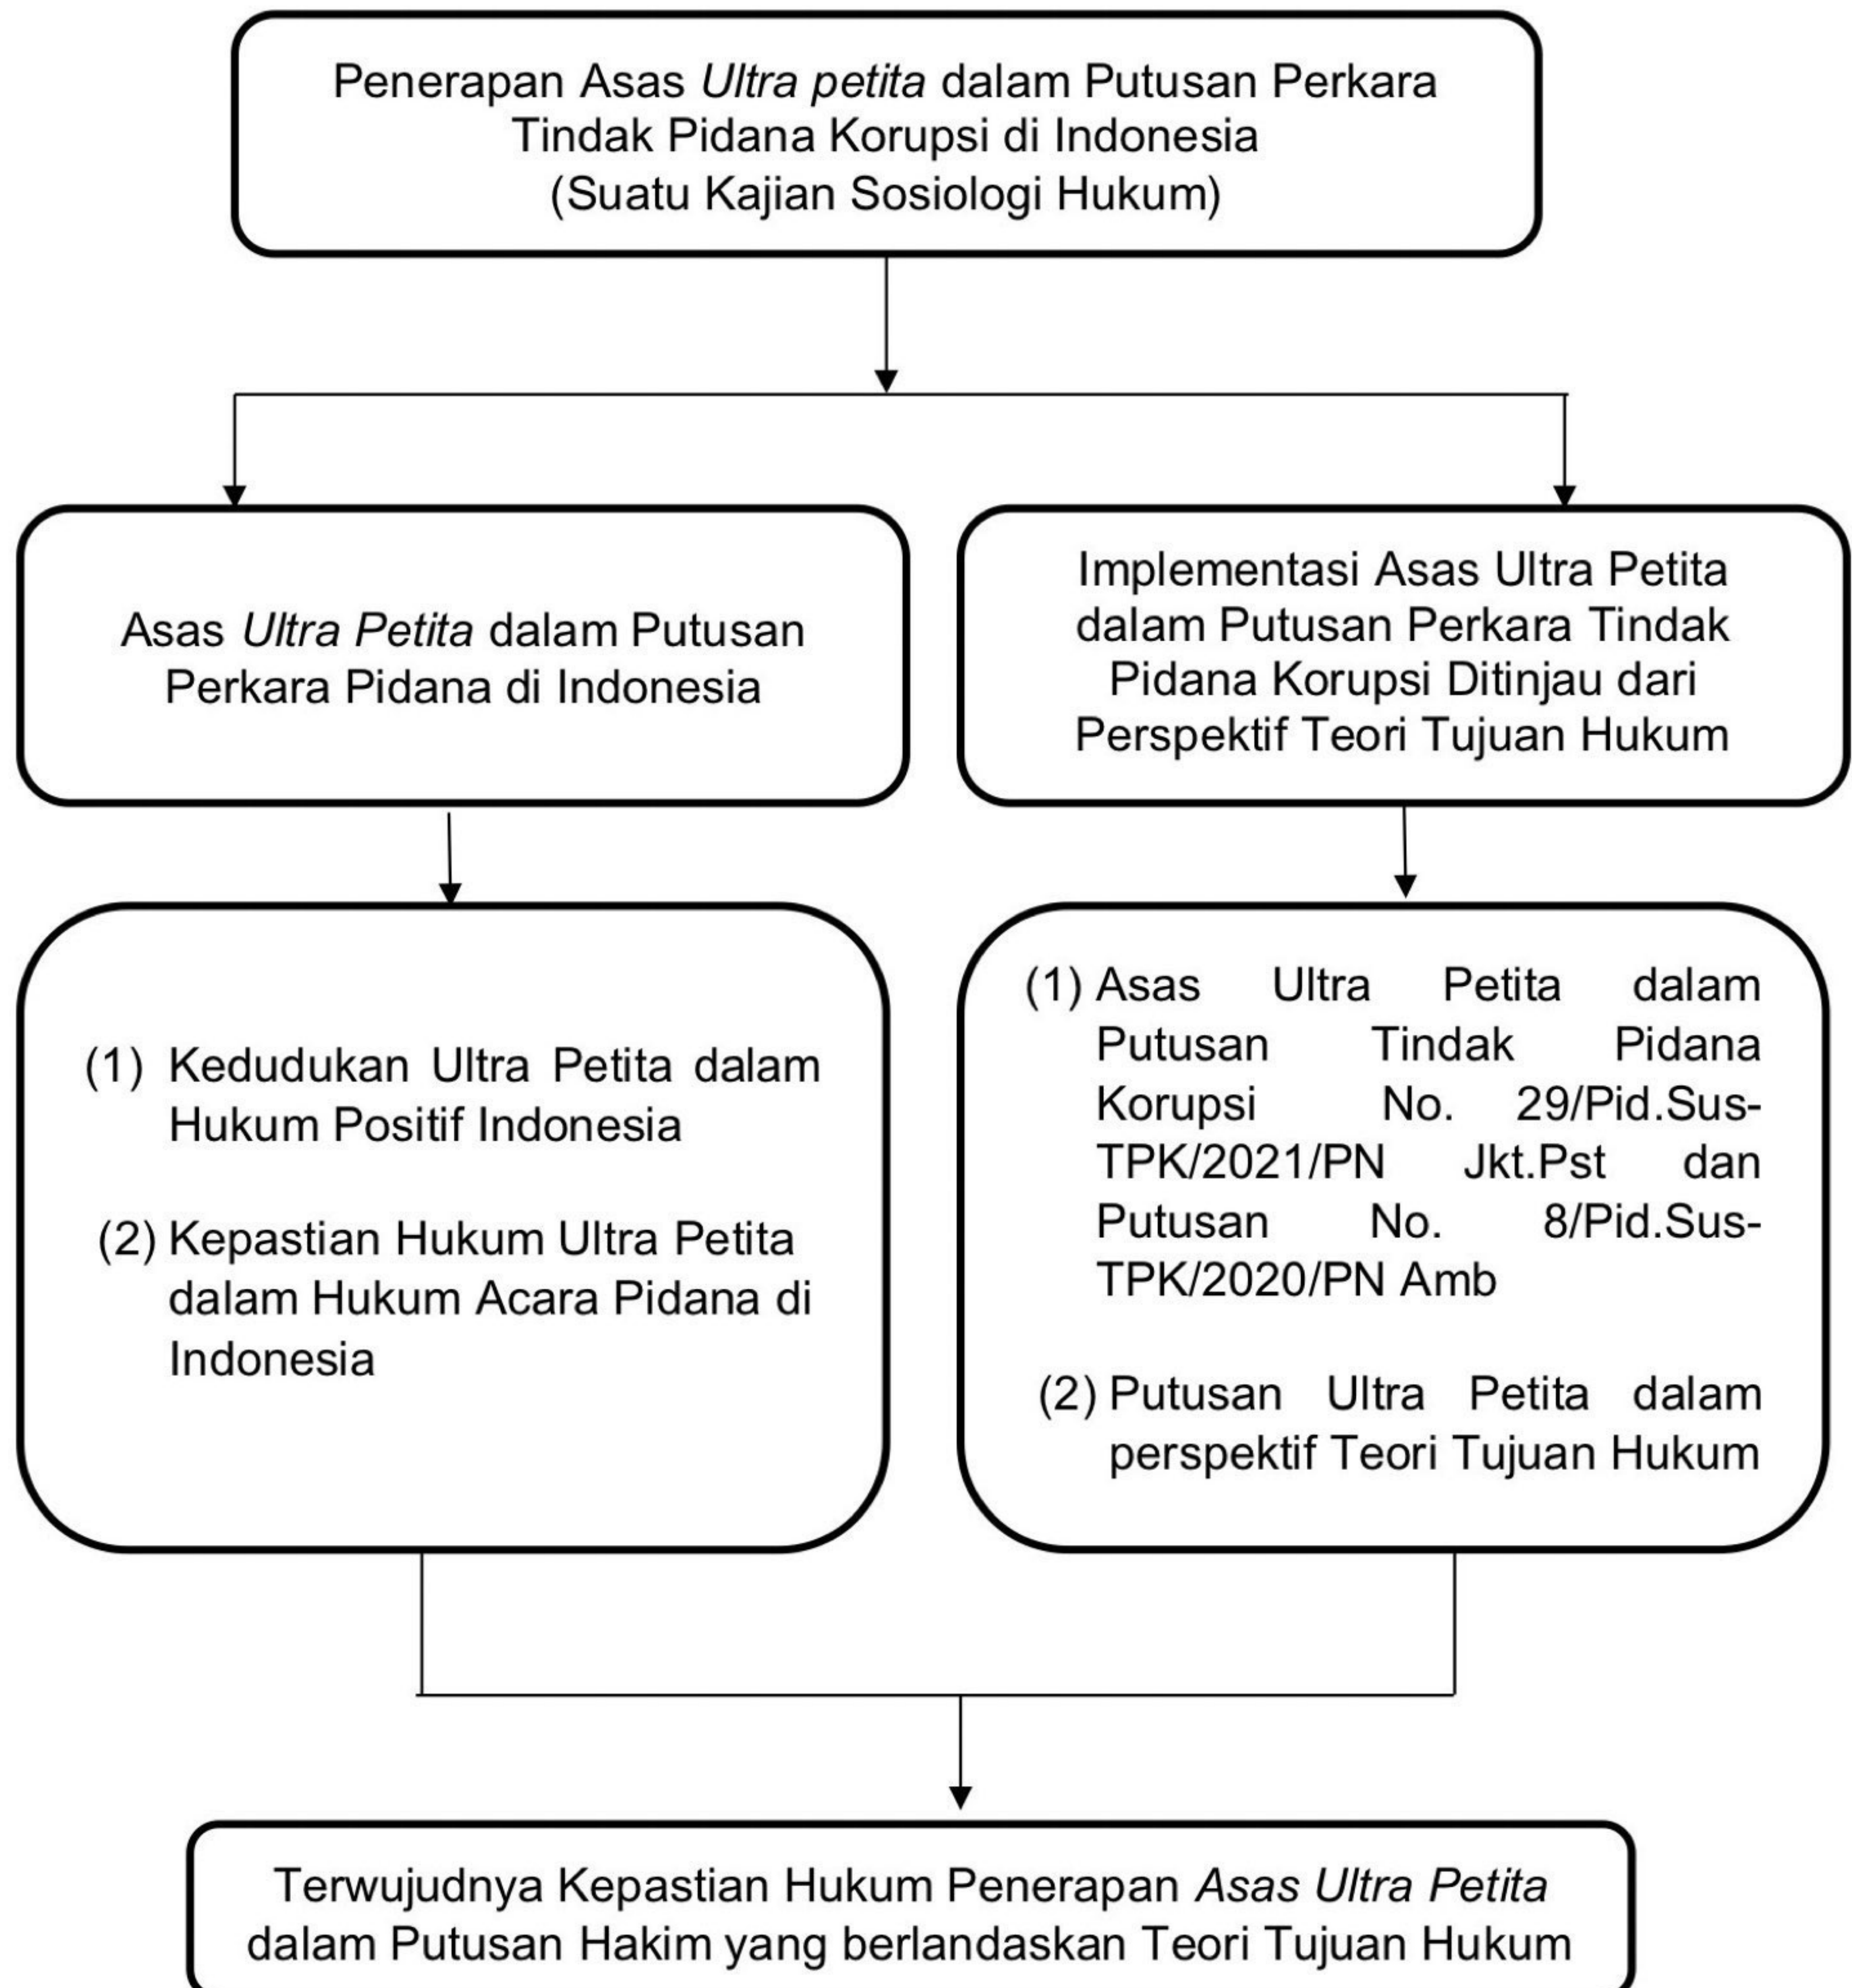 Penerapan Asas Ultra petita dalam Putusan Perkara
Tindak Pidana Korupsi di Indonesia
(Suatu Kajian Sosiologi Hukum)
Asas Ultra Petita dalam Putusan
Perkara Pidana di Indonesia
Implementasi Asas Ultra Petita
dalam Putusan Perkara Tindak
Pidana Korupsi Ditinjau dari
Perspektif Teori Tujuan Hukum
(1) Kedudukan Ultra Petita dalam
Hukum Positif Indonesia
(2) Kepastian Hukum Ultra Petita
dalam Hukum Acara Pidana di
Indonesia
(1) Asas Ultra Petita dalam
Putusan Tindak Pidana
Korupsi No. 29/Pid.Sus-
TPK/2021/PN Jkt.Pst dan
Putusan No. 8/Pid.Sus-
TPK/2020/PN Amb
(2) Putusan Ultra Petita dalam
perspektif Teori Tujuan Hukum
Terwujudnya Kepastian Hukum Penerapan Asas Ultra Petita
dalam Putusan Hakim yang berlandaskan Teori Tujuan Hukum